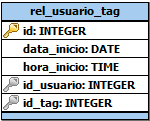 rel_usuario_tag
id: INTEGER
data_inicio: DATE
hora_inicio: TIME
id_usuario: INTEGER
id_tag: INTEGER